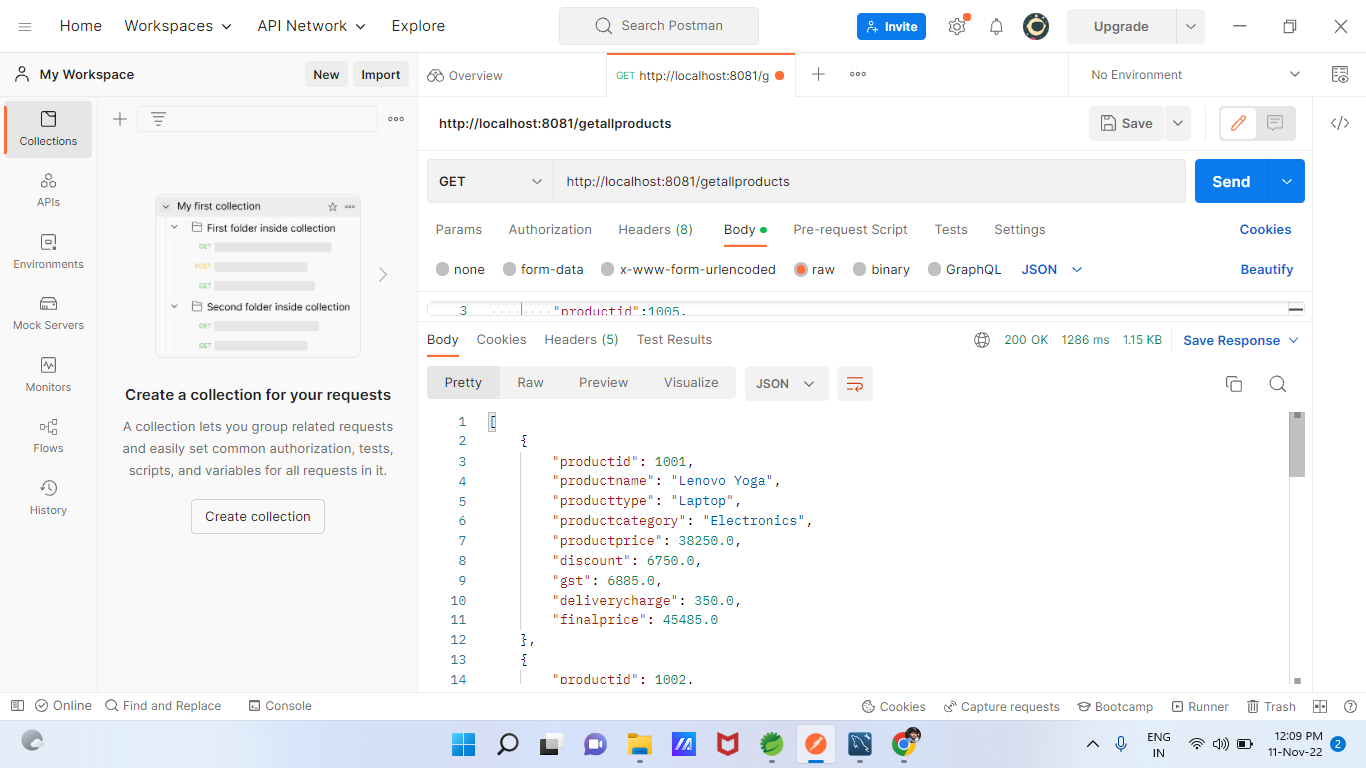 Home Workspaces API Network Explore Search Postman Invite Upgrade
My Workspace New Import Overview GET http://localhost:8081/g No Environment
Collections
APIs
Environments
Mock Servers
Monitors
Flows
History
My first collection
First folder inside collection
GET
POST
GET
Second folder inside collection
GET
GET
Create a collection for your requests
A collection lets you group related requests
and easily set common authorization, tests,
scripts, and variables for all requests in it.
Create collection
http://localhost:8081/getallproducts Save
GET http://localhost:8081/getallproducts Send
Params Authorization Headers (8) Body Pre-request Script Tests Settings Cookies
none form-data x-www-form-urlencoded raw binary GraphQL JSON Beautify
3 "productid":1005,
Body Cookies Headers (5) Test Results 200 OK 1286 ms 1.15 KB Save Response
Pretty Raw Preview Visualize JSON
1 [
2 {
3 "productid": 1001,
4 "productname": "Lenovo Yoga",
5 "producttype": "Laptop",
6 "productcategory": "Electronics",
7 "productprice": 38250.0,
8 "discount": 6750.0,
9 "gst": 6885.0,
10 "deliverycharge": 350.0,
11 "finalprice": 45485.0
12 },
13 {
14 "productid": 1002,
Online Find and Replace Console Cookies Capture requests Bootcamp Runner Trash
ENG
IN
12:09 PM
11-Nov-22
2